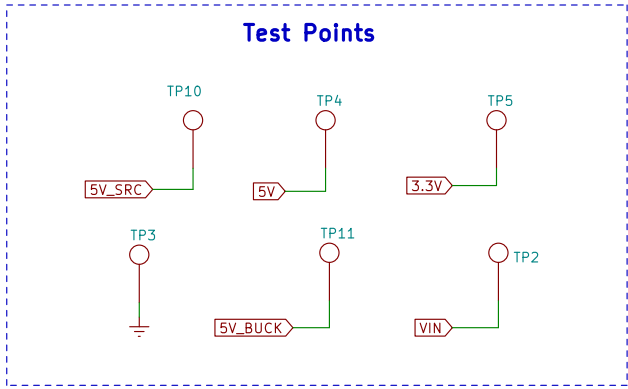 Test Points
TP10
TP4
TP5
5V_SRC
5V
3.3V
TP3
TP11
TP2
5V_BUCK
VIN